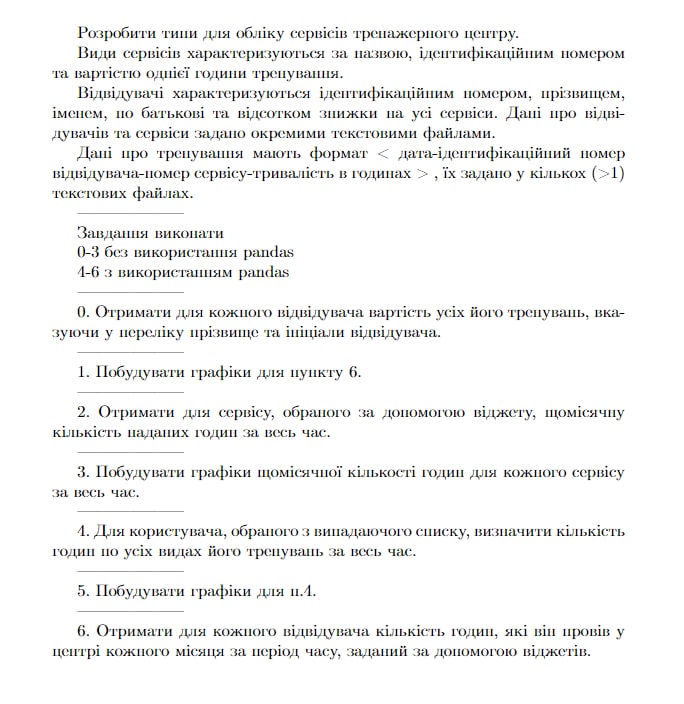 Розробити типи для обліку сервісів тренажерного центру.
Види сервісів характеризуються за назвою, ідентифікаційним номером
та вартістю однієї години тренування.
Відвідувачі характеризуються ідентифікаційним номером, прізвищем,
іменем, по батькові та відсотком знижки на усі сервіси. Дані про відві-
дувачів та сервіси задано окремими текстовими файлами.
Дані про тренування мають формат < дата-ідентифікаційний номер
відвідувача-номер сервісу-тривалість в годинах > , їх задано у кількох (>1)
текстових файлах.
Завдання виконати
0-3 без використання pandas
4-6 з використанням pandas
0. Отримати для кожного відвідувача вартість усіх його тренувань, вка-
зуючи у переліку прізвище та ініціали відвідувача.
1. Побудувати графіки для пункту 6.
2. Отримати для сервісу, обраного за допомогою віджету, щомісячну
кількість наданих годин за весь час.
3. Побудувати графіки щомісячної кількості годин для кожного сервісу
за весь час.
4. Для користувача, обраного з випадаючого списку, визначити кількість
годин по усіх видах його тренувань за весь час.
5. Побудувати графіки для п.4.
6. Отримати для кожного відвідувача кількість годин, які він провів у
центрі кожного місяця за період часу, заданий за допомогою віджетів.